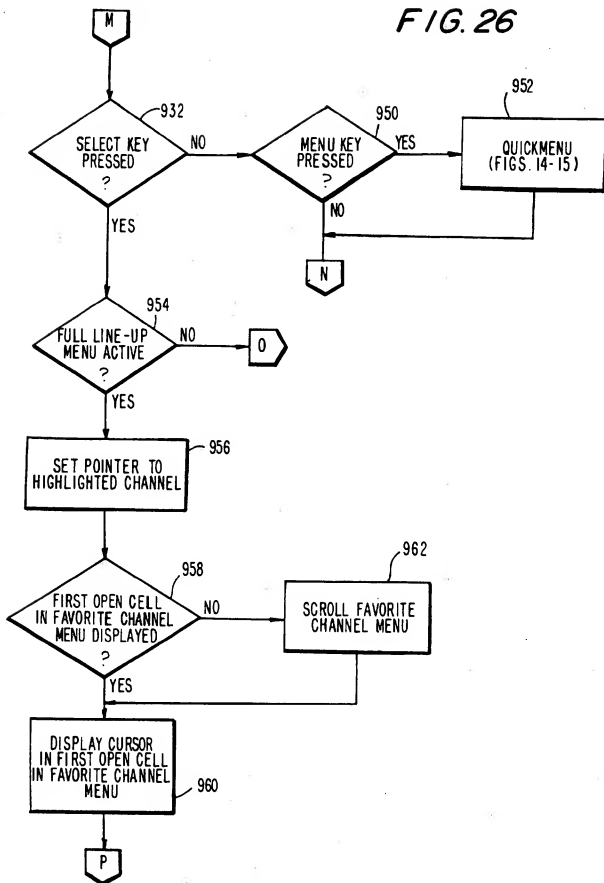 FIG. 26
M
932
SELECT KEY
PRESSED
?
NO
YES
950
MENU KEY
PRESSED
?
YES
NO
952
QUICKMENU
(FIGS. 14-15)
N
954
FULL LINE-UP
MENU ACTIVE
?
NO
YES
O
956
SET POINTER TO
HIGHLIGHTED CHANNEL
958
FIRST OPEN CELL
IN FAVORITE CHANNEL
MENU DISPLAYED
?
NO
YES
962
SCROLL FAVORITE
CHANNEL MENU
DISPLAY CURSOR
IN FIRST OPEN CELL
IN FAVORITE CHANNEL
MENU
960
P